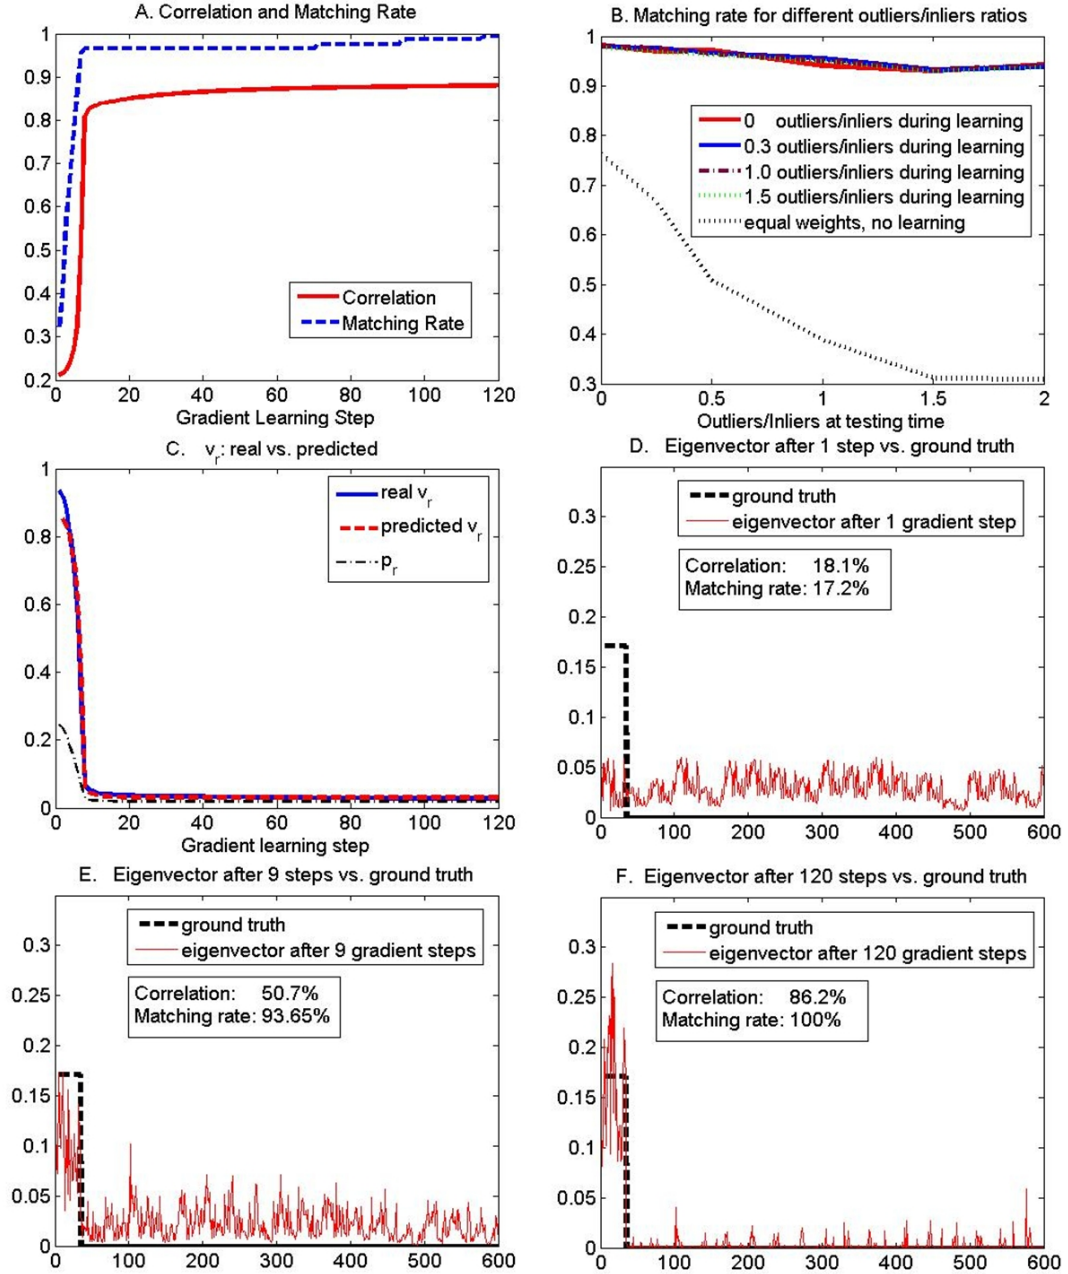 A. Correlation and Matching Rate
1
0.9
0.8
0.7
0.6
0.5
0.4
0.3
0.2
Correlation
Matching Rate
0 20 40 60 80 100 120
Gradient Learning Step
B. Matching rate for different outliers/inliers ratios
1
0.9
0.8
0.7
0.6
0.5
0.4
0.3
0 outliers/inliers during learning
0.3 outliers/inliers during learning
1.0 outliers/inliers during learning
1.5 outliers/inliers during learning
equal weights, no learning
0 0.5 1 1.5 2
Outliers/Inliers at testing time
C. vr: real vs. predicted
1
0.8
0.6
0.4
0.2
0
real vr
predicted vr
pr
0 20 40 60 80 100 120
Gradient learning step
D. Eigenvector after 1 step vs. ground truth
0.3
0.25
0.2
0.15
0.1
0.05
0
ground truth
eigenvector after 1 gradient step
Correlation: 18.1%
Matching rate: 17.2%
0 100 200 300 400 500 600
E. Eigenvector after 9 steps vs. ground truth
0.3
0.25
0.2
0.15
0.1
0.05
0
ground truth
eigenvector after 9 gradient steps
Correlation: 50.7%
Matching rate: 93.65%
0 100 200 300 400 500 600
F. Eigenvector after 120 steps vs. ground truth
0.3
0.25
0.2
0.15
0.1
0.05
0
ground truth
eigenvector after 120 gradient steps
Correlation: 86.2%
Matching rate: 100%
0 100 200 300 400 500 600